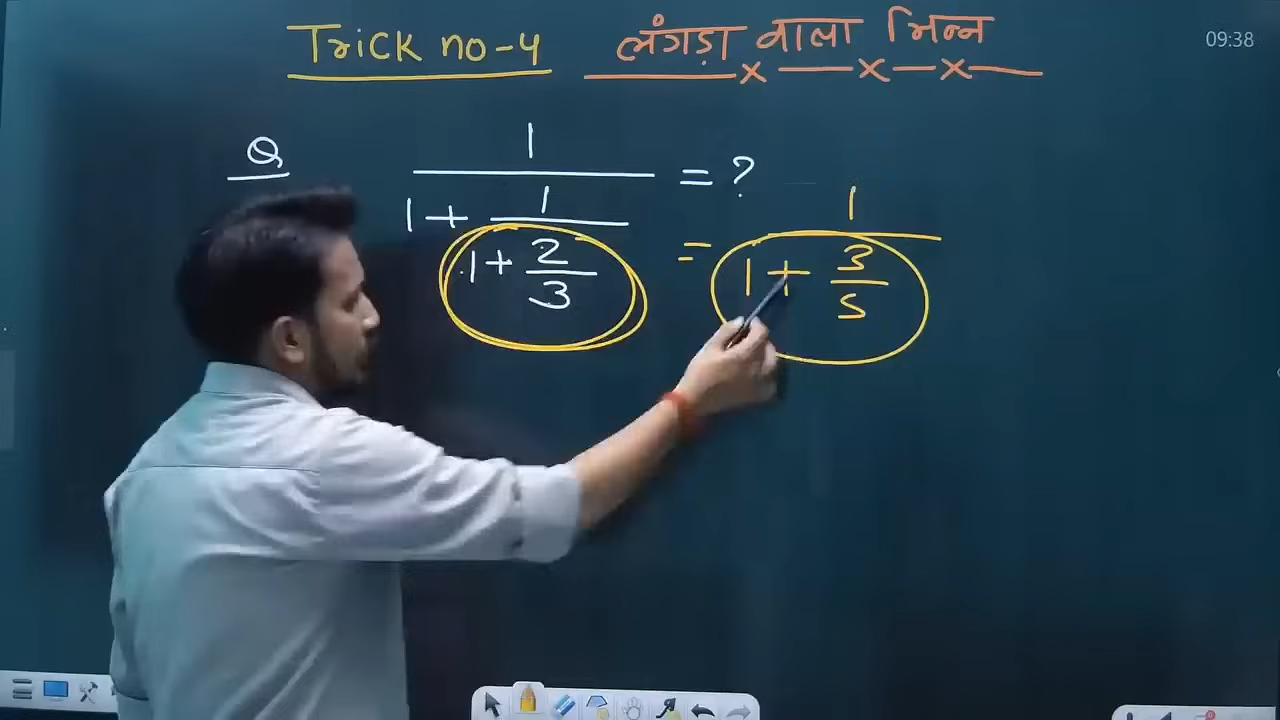 Trick no-4 लंगड़ा वाला भिन्न
09:38
Q
1
1 + 1
1 + 2
3
= ?
= 1
1 + 3
5